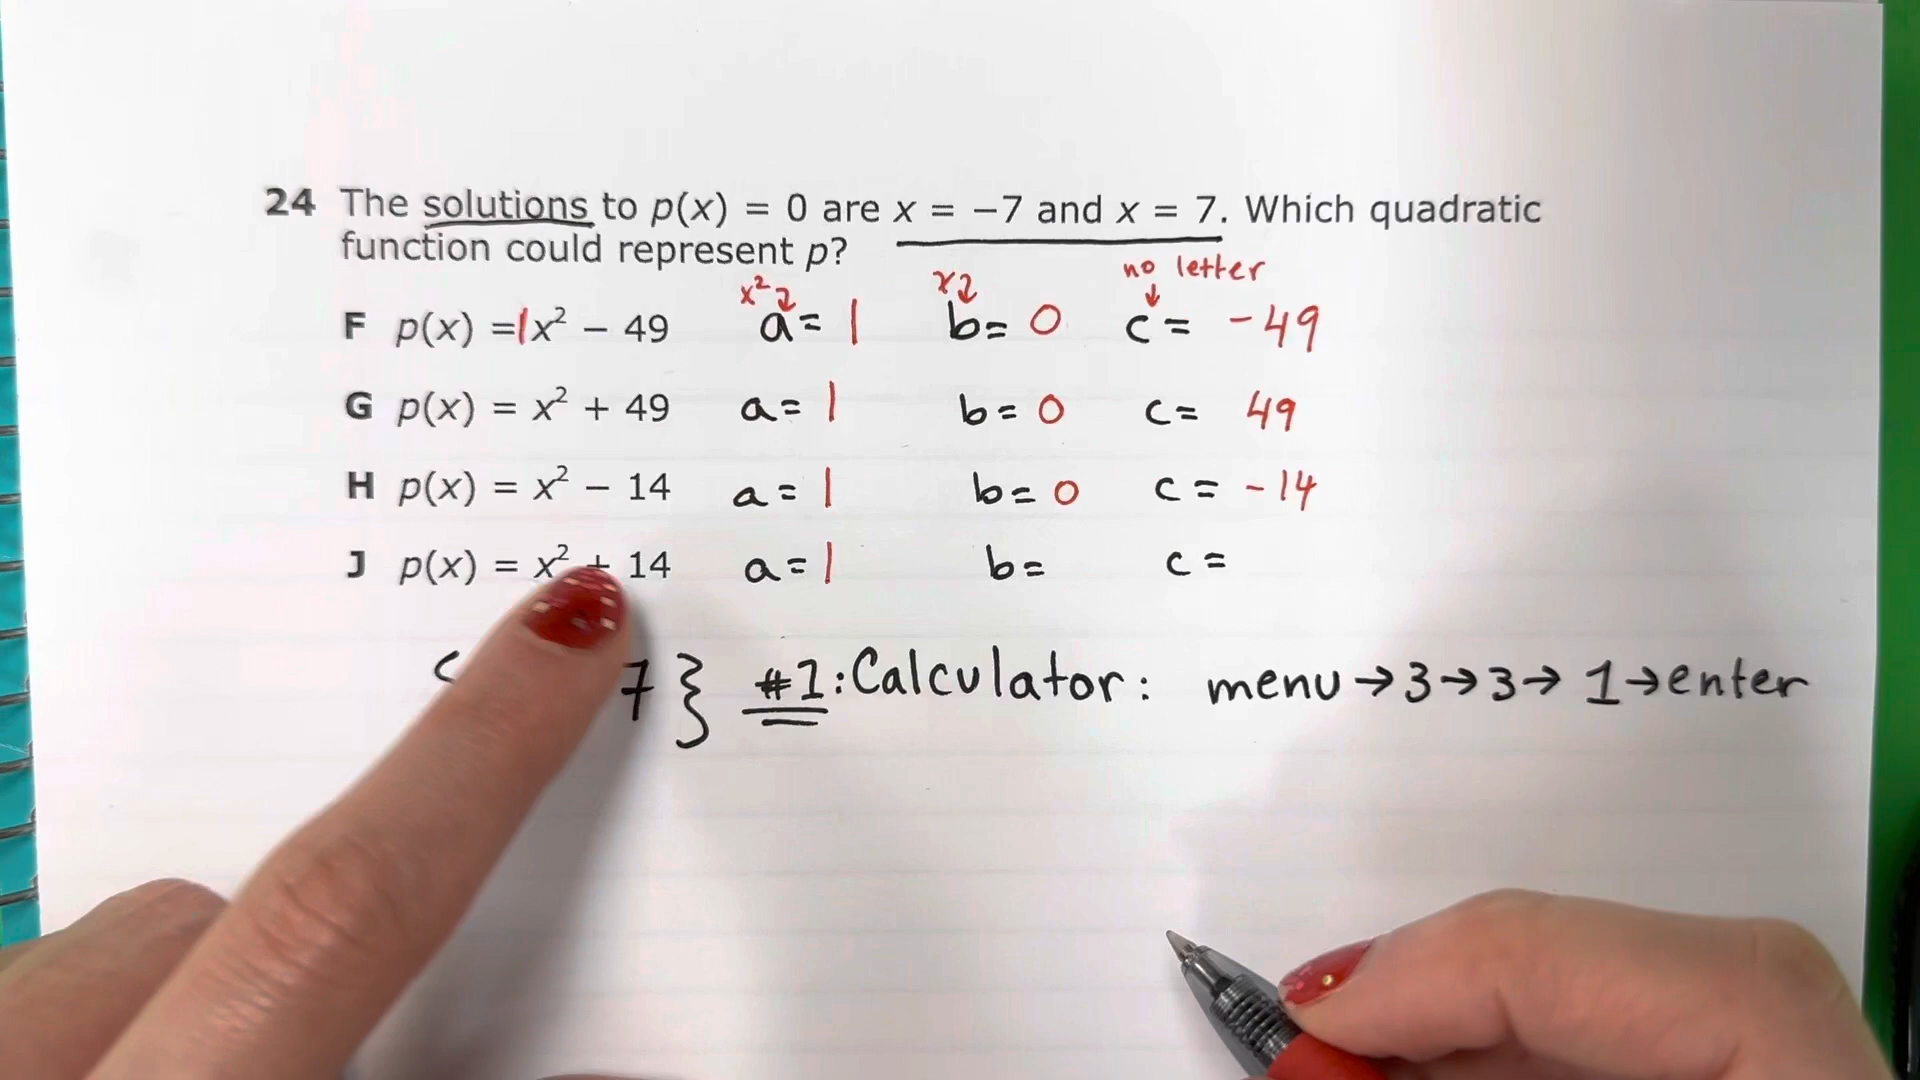 24 The solutions to p(x) = 0 are x = −7 and x = 7. Which quadratic
function could represent p?
x² x no letter
F p(x) =1x² − 49 a= 1 b= 0 c= -49
G p(x) = x² + 49 a= 1 b= 0 c= 49
H p(x) = x² − 14 a= 1 b= 0 c= -14
J p(x) = x² + 14 a= 1 b= c=
7} #1:Calculator: menu→3→3→1→enter